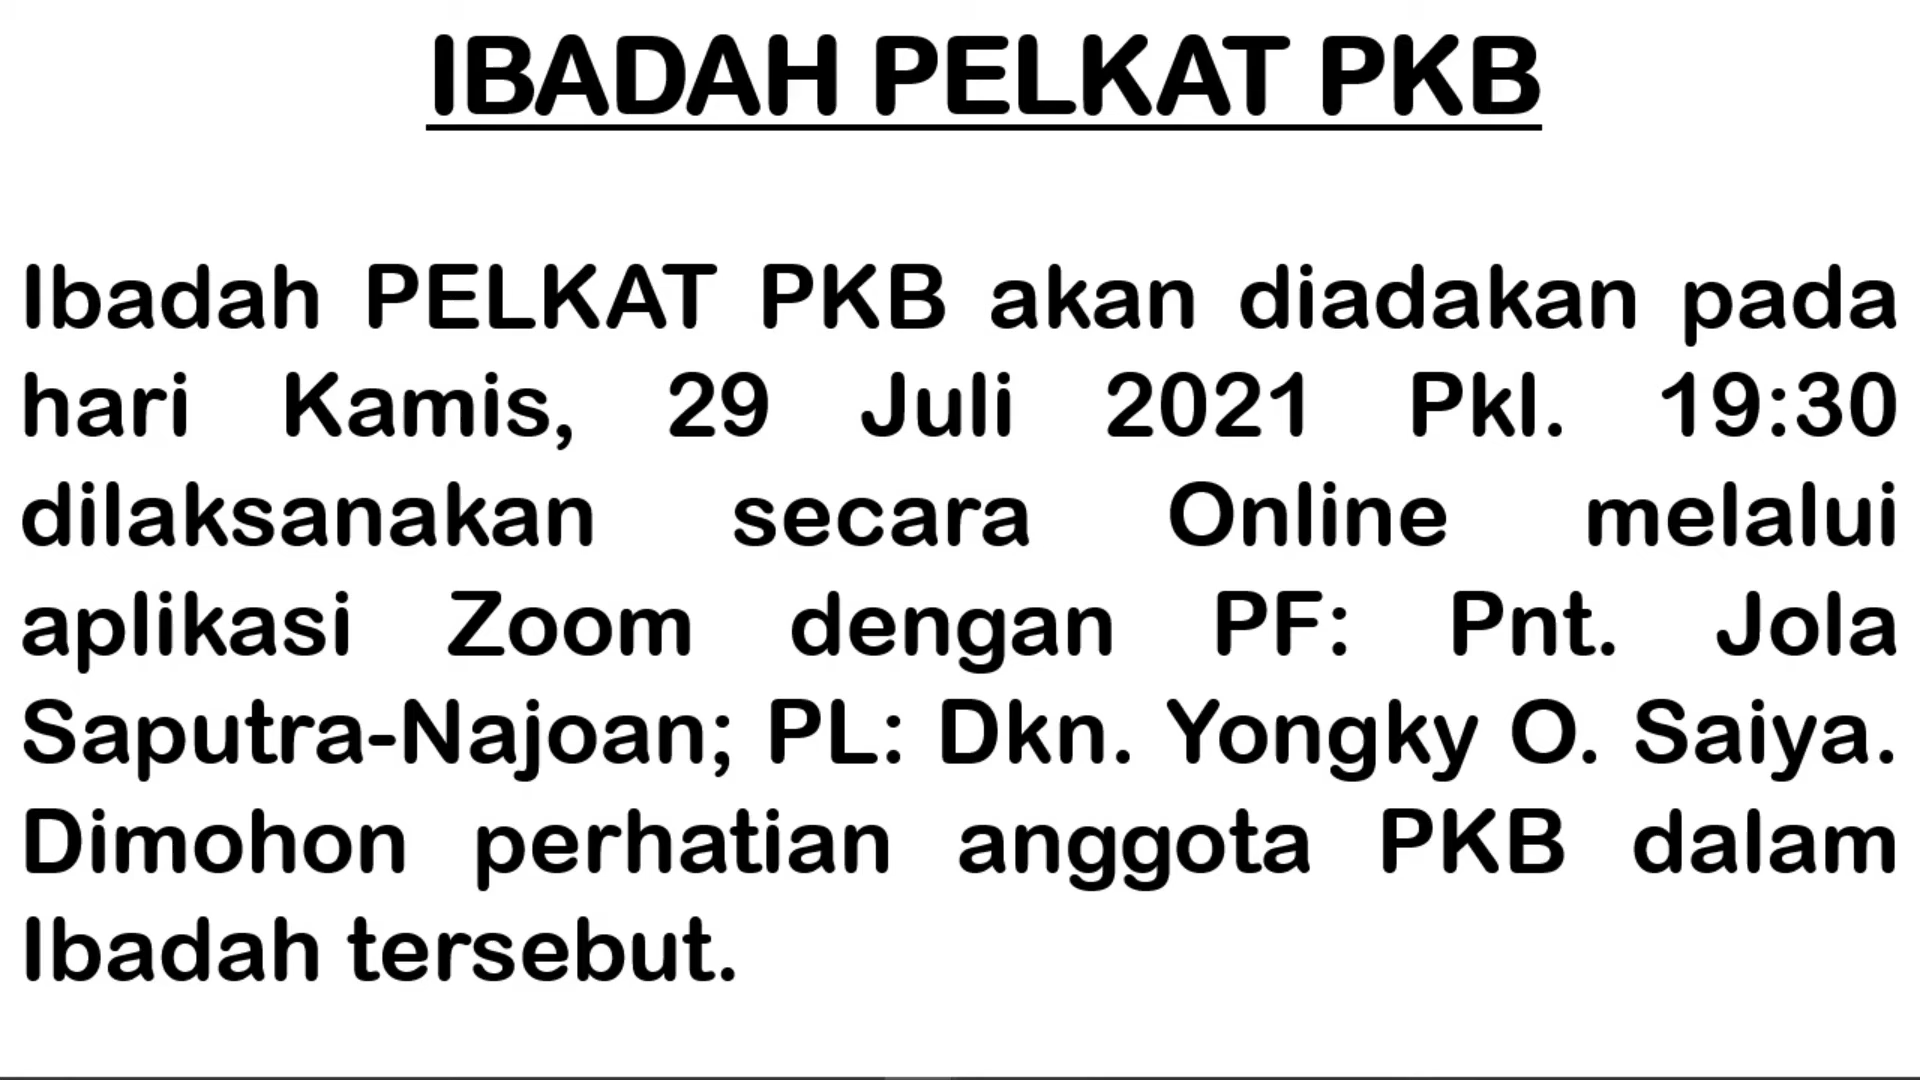 IBADAH PELKAT PKB
Ibadah PELKAT PKB akan diadakan pada
hari Kamis, 29 Juli 2021 Pkl. 19:30
dilaksanakan secara Online melalui
aplikasi Zoom dengan PF: Pnt. Jola
Saputra-Najoan; PL: Dkn. Yongky O. Saiya.
Dimohon perhatian anggota PKB dalam
Ibadah tersebut.